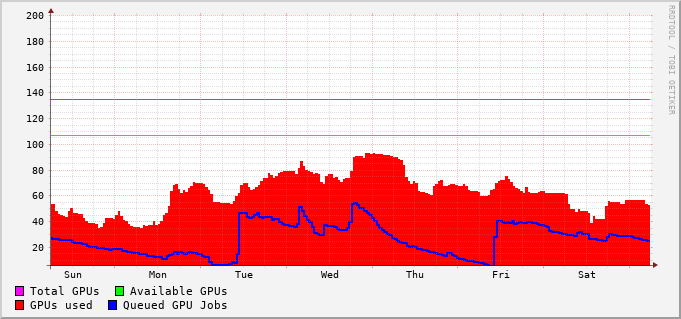 200
180
160
140
120
100
80
60
40
20
Sun Mon Tue Wed Thu Fri Sat
Total GPUs Available GPUs
GPUs used Queued GPU Jobs
RRDTOOL / TOBI OETIKER